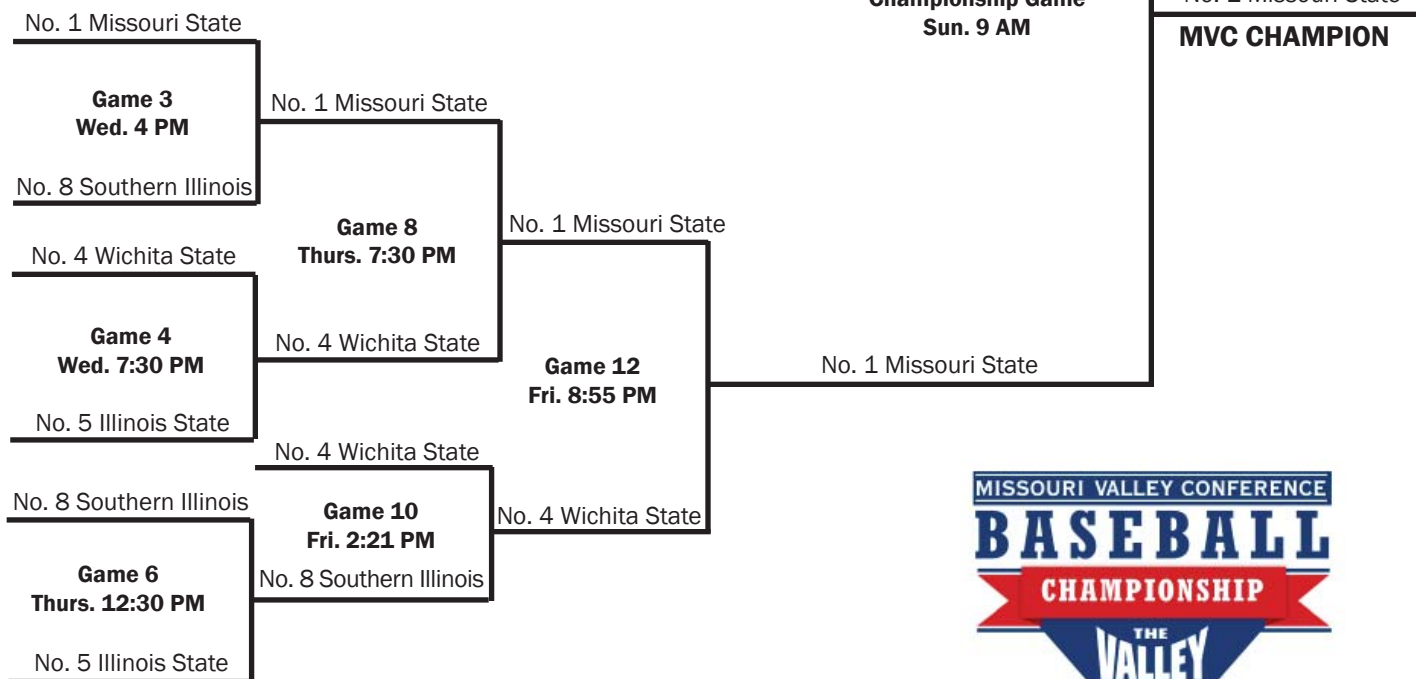 Championship Game
Sun. 9 AM
No. 1 Missouri State
MVC CHAMPION
No. 1 Missouri State
Game 3
Wed. 4 PM
No. 8 Southern Illinois
No. 1 Missouri State
Game 8
Thurs. 7:30 PM
No. 4 Wichita State
Game 4
Wed. 7:30 PM
No. 5 Illinois State
No. 4 Wichita State
No. 1 Missouri State
Game 12
Fri. 8:55 PM
No. 1 Missouri State
No. 4 Wichita State
Game 10
Fri. 2:21 PM
No. 8 Southern Illinois
No. 4 Wichita State
No. 8 Southern Illinois
Game 6
Thurs. 12:30 PM
No. 5 Illinois State
MISSOURI VALLEY CONFERENCE
BASEBALL
CHAMPIONSHIP
THE
VALLEY